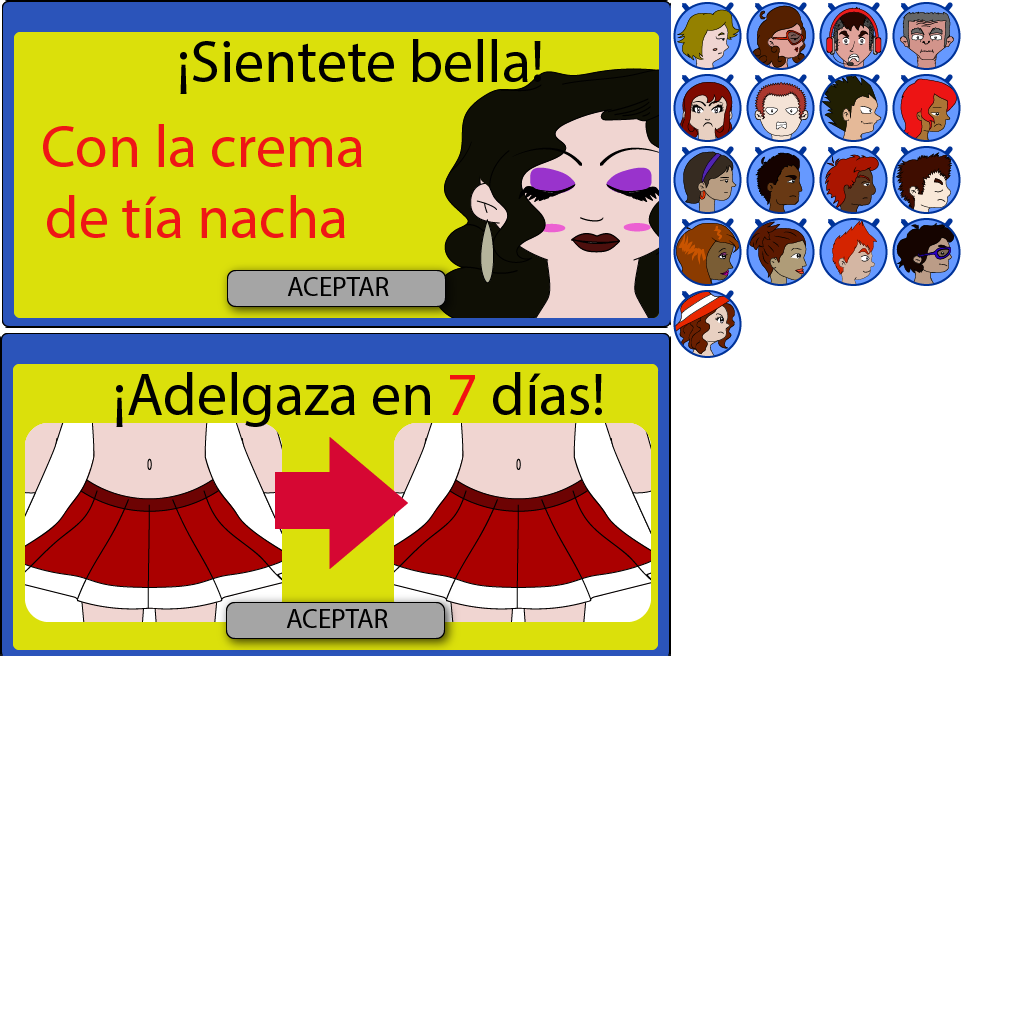 ¡Sientete bella!
Con la crema
de tía nacha
ACEPTAR
¡Adelgaza en 7 días!
ACEPTAR